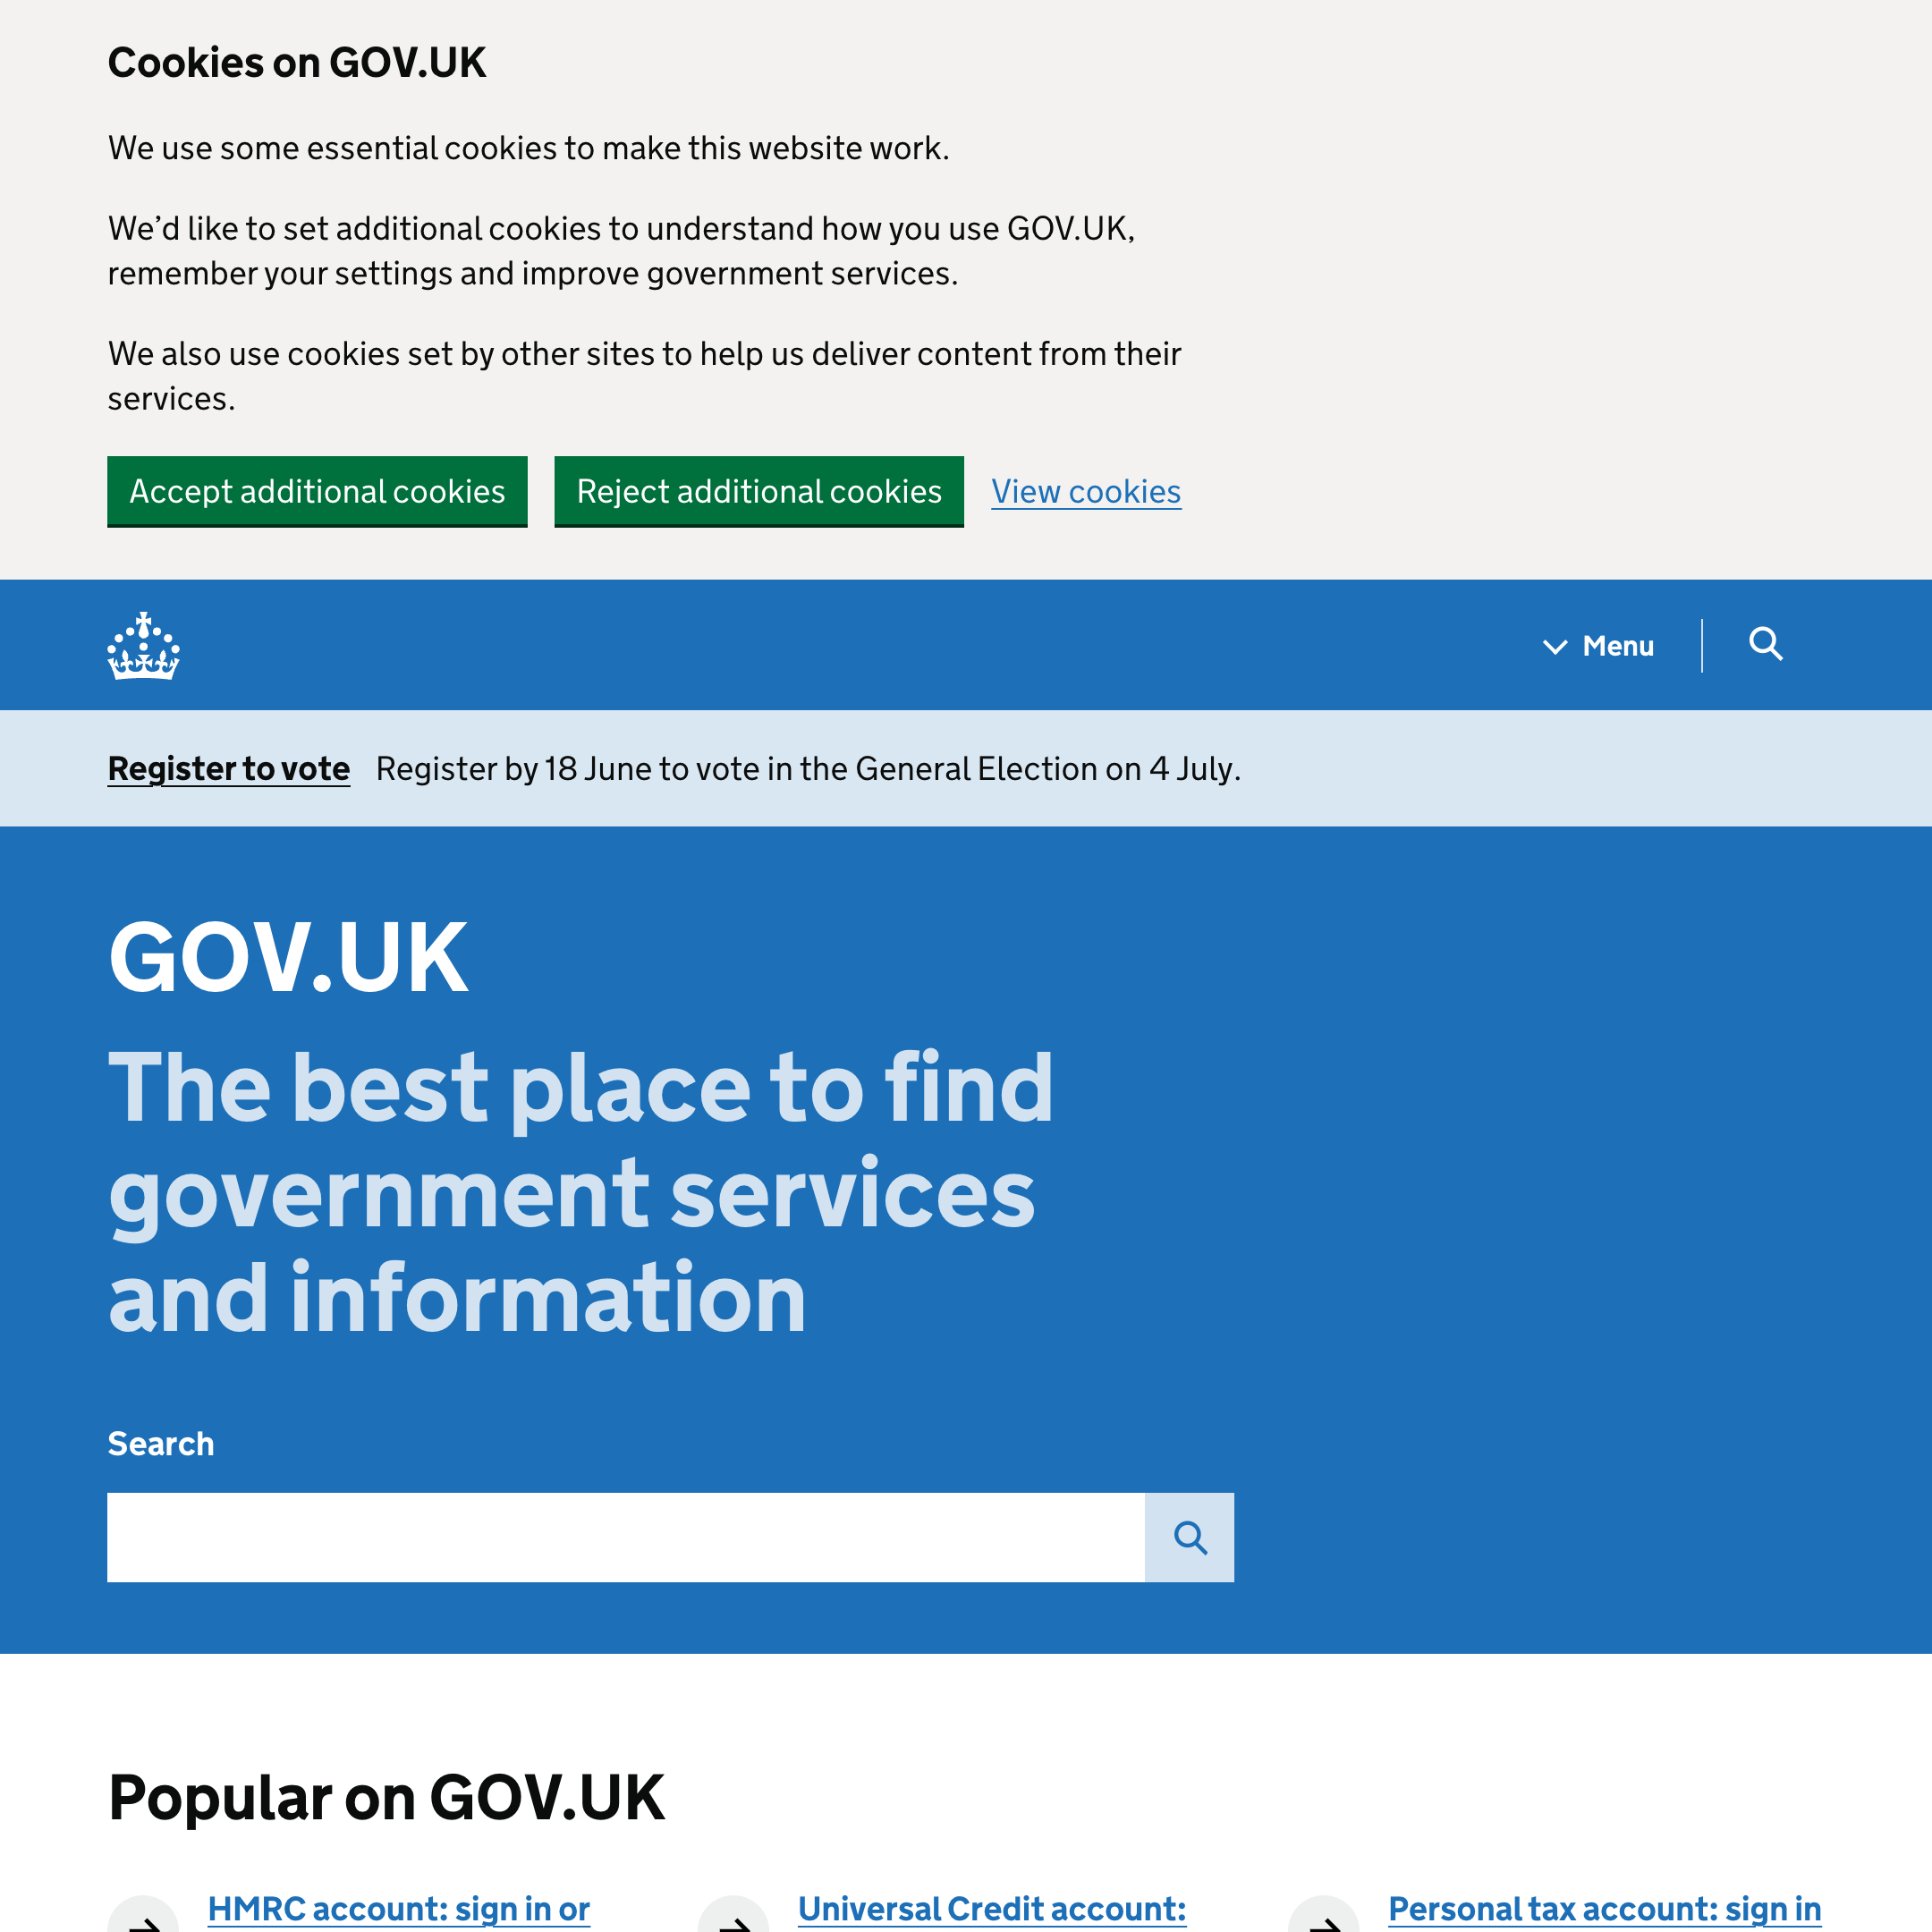 Cookies on GOV.UK
We use some essential cookies to make this website work.
We’d like to set additional cookies to understand how you use GOV.UK,
remember your settings and improve government services.
We also use cookies set by other sites to help us deliver content from their
services.
Accept additional cookies Reject additional cookies View cookies
Menu
Register to vote Register by 18 June to vote in the General Election on 4 July.
GOV.UK
The best place to find
government services
and information
Search
Popular on GOV.UK
HMRC account: sign in or Universal Credit account: Personal tax account: sign in